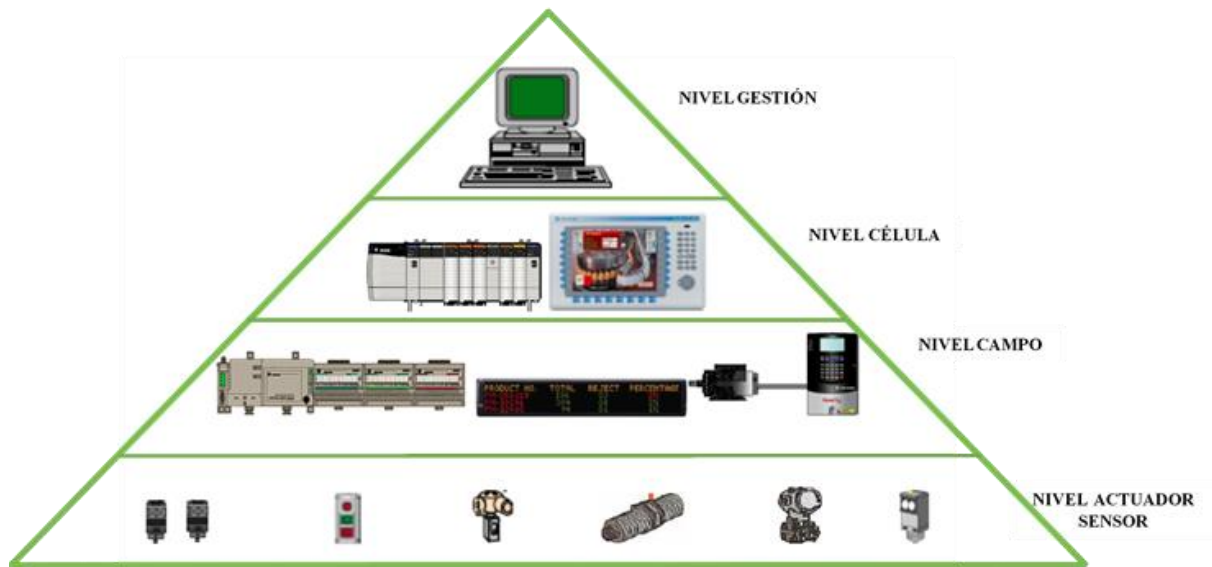 NIVEL GESTIÓN
NIVEL CÉLULA
NIVEL CAMPO
PRODUCT NO. TOTAL REJECT PERCENTAGE
NIVEL ACTUADOR
SENSOR